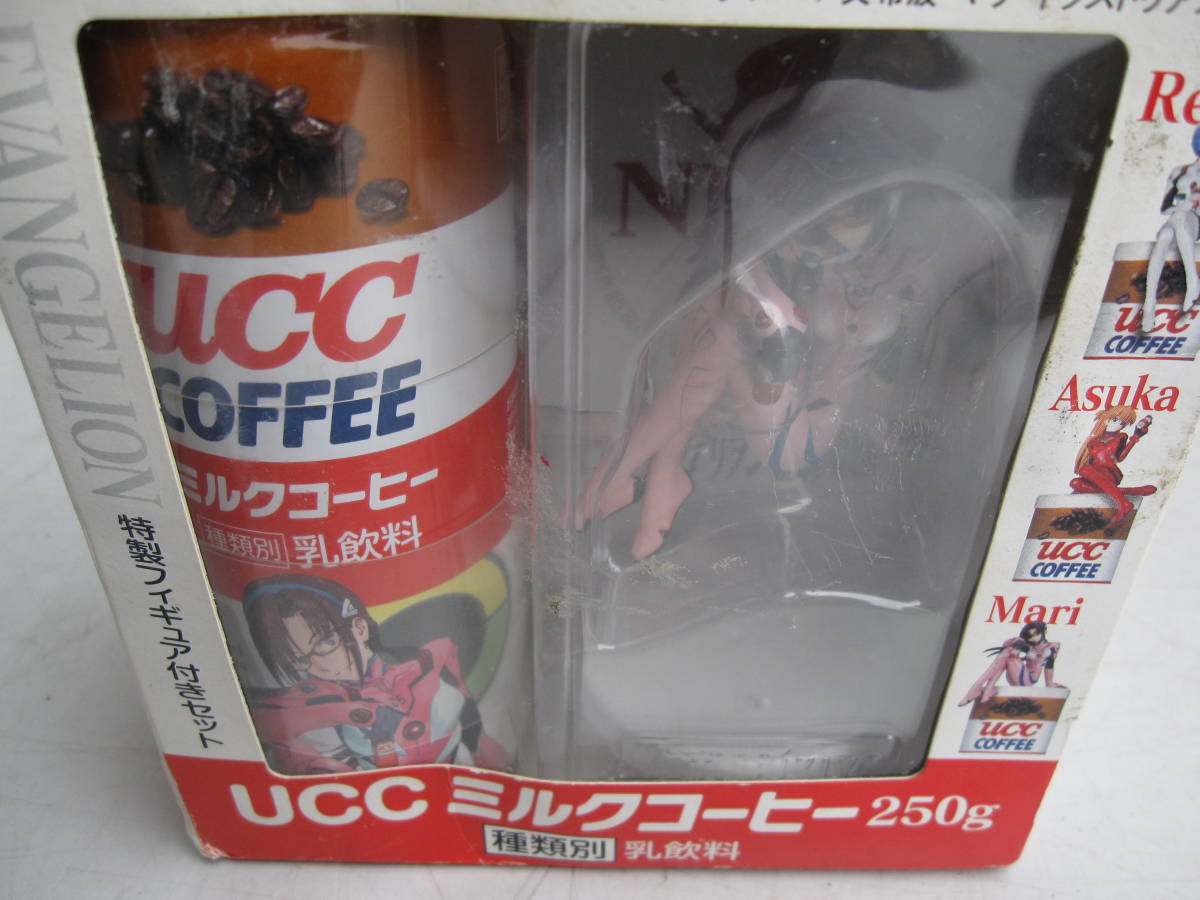 EVANGELION
特製フィギュア付きセット
UCC
COFFEE
ミルクコーヒー
種類別 乳飲料
N
Re
UCC
COFFEE
Asuka
UCC
COFFEE
Mari
UCC
COFFEE
UCC ミルクコーヒー 250g
種類別 乳飲料